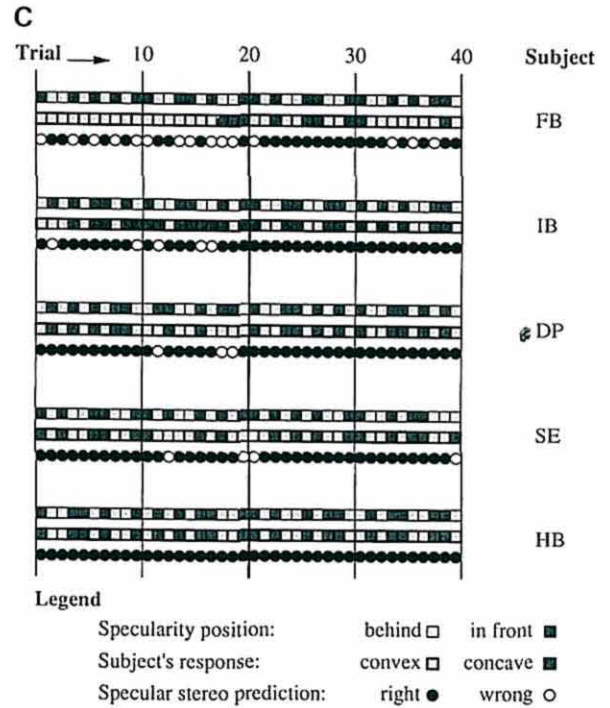 C
Trial 10 20 30 40 Subject
FB
IB
DP
SE
HB
Legend
Specularity position: behind in front
Subject's response: convex concave
Specular stereo prediction: right wrong